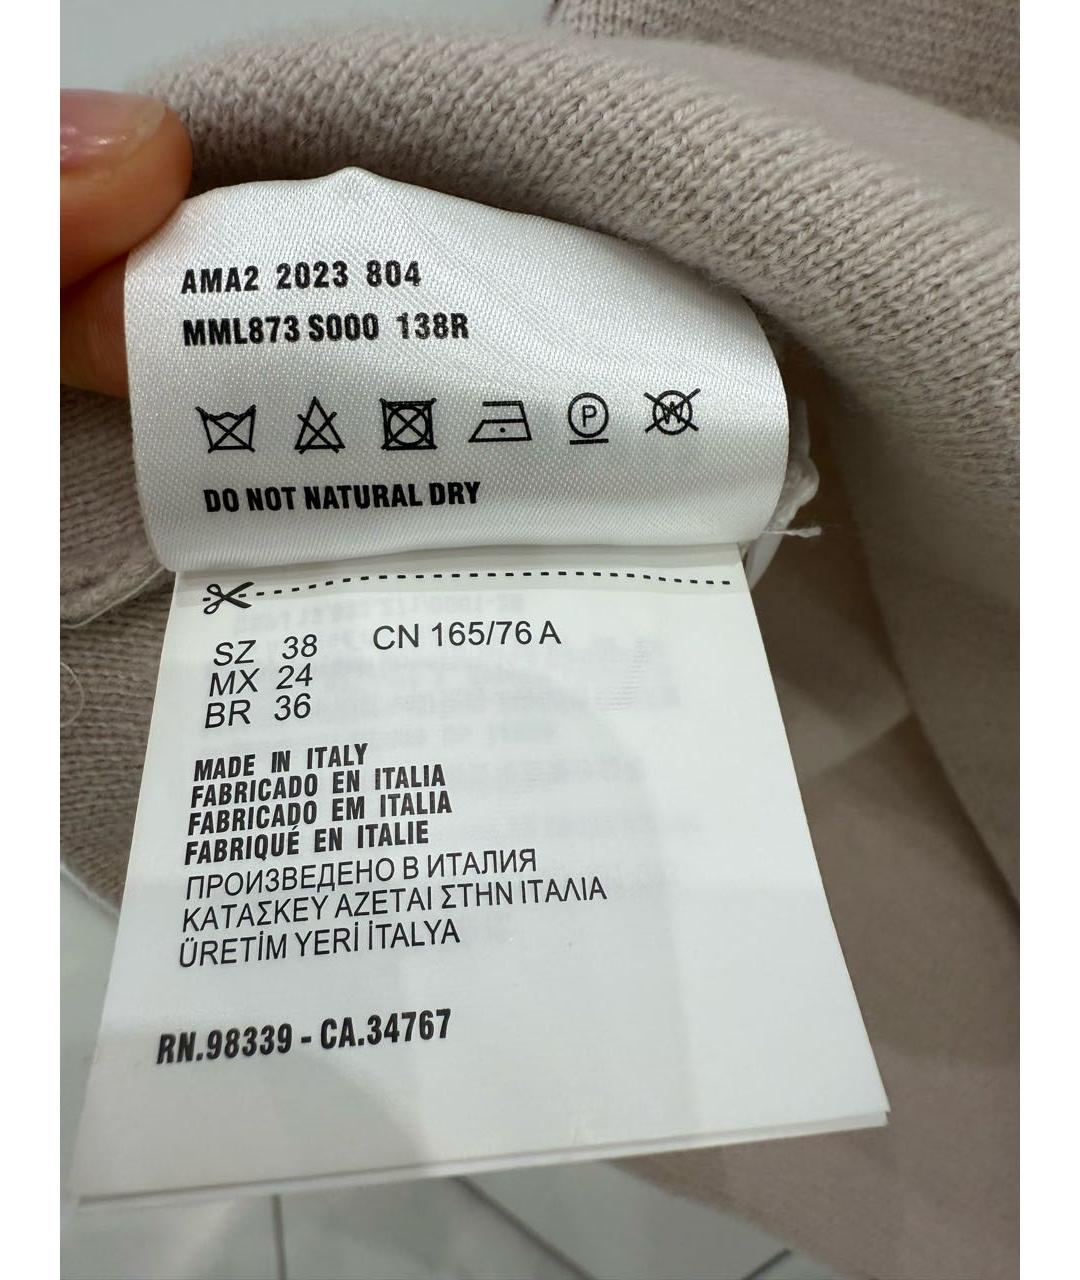 AMA2 2023 804
MML873 S000 138R
P W
DO NOT NATURAL DRY
SZ 38 CN 165/76 A
MX 24
BR 36
MADE IN ITALY
FABRICADO EN ITALIA
FABRICADO EM ITALIA
FABRIQUÉ EN ITALIE
ПРОИЗВЕДЕНО В ИТАЛИЯ
ΚΑΤΑΣΚΕΥ ΑΖΕΤΑΙ ΣΤΗΝ ΙΤΑΛΙΑ
ÜRETİM YERİ İTALYA
RN.98339 - CA.34767